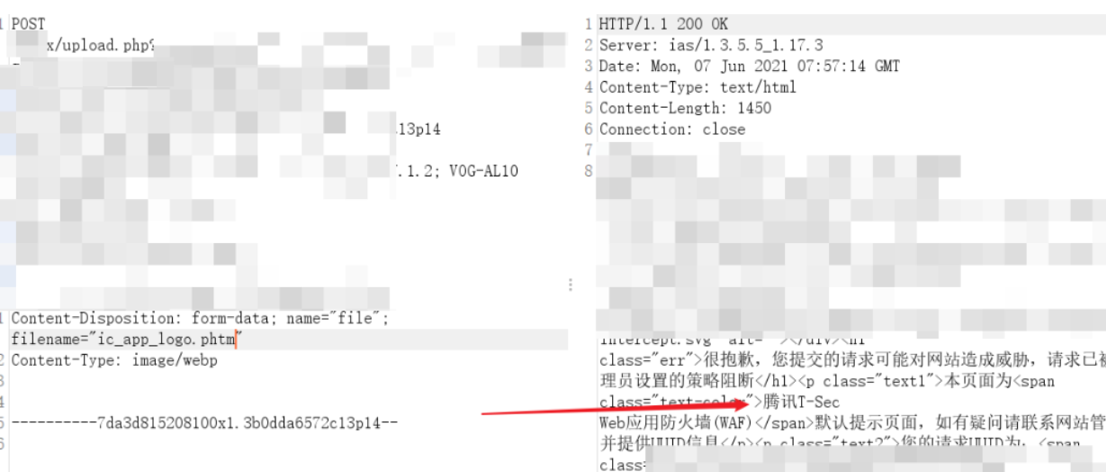 POST
x/upload.php?
13p14
.1.2; VOG-AL10
Content-Disposition: form-data; name="file";
filename="ic_app_logo.phtm"
Content-Type: image/webp
----------7da3d815208100x1.3b0dda6572c13p14--
1 HTTP/1.1 200 OK
2 Server: ias/1.3.5.5_1.17.3
3 Date: Mon, 07 Jun 2021 07:57:14 GMT
4 Content-Type: text/html
5 Content-Length: 1450
6 Connection: close
7
8
intercept.svg" alt=" "></div><h1
class="err">很抱歉，您提交的请求可能对网站造成威胁，请求已被
理员设置的策略阻断</h1><p class="text1">本页面为<span
class="text-color">腾讯T-Sec
Web应用防火墙(WAF)</span>默认提示页面，如有疑问请联系网站管
并提供UUID信息</p><p class="text2">您的请求UUID为：<span
class=